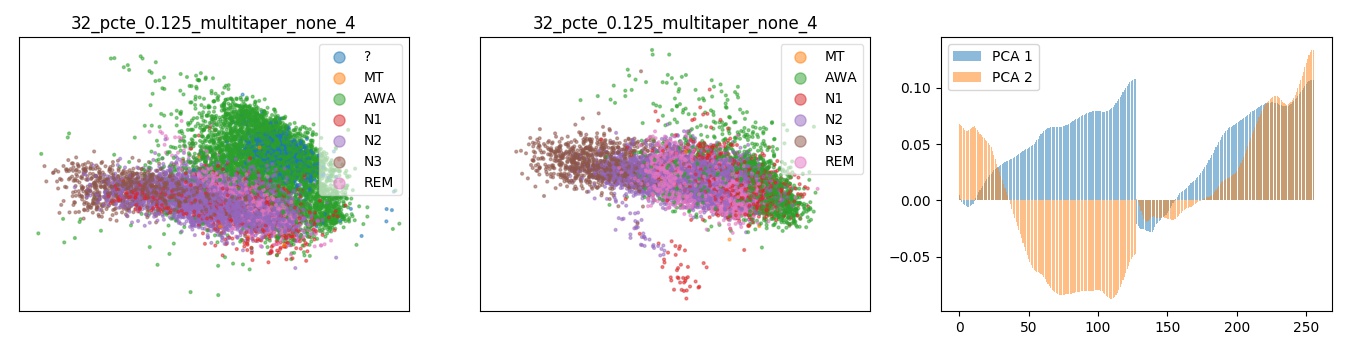 32_pcte_0.125_multitaper_none_4
?
MT
AWA
N1
N2
N3
REM
32_pcte_0.125_multitaper_none_4
MT
AWA
N1
N2
N3
REM
PCA 1
PCA 2
0.10
0.05
0.00
−0.05
0 50 100 150 200 250